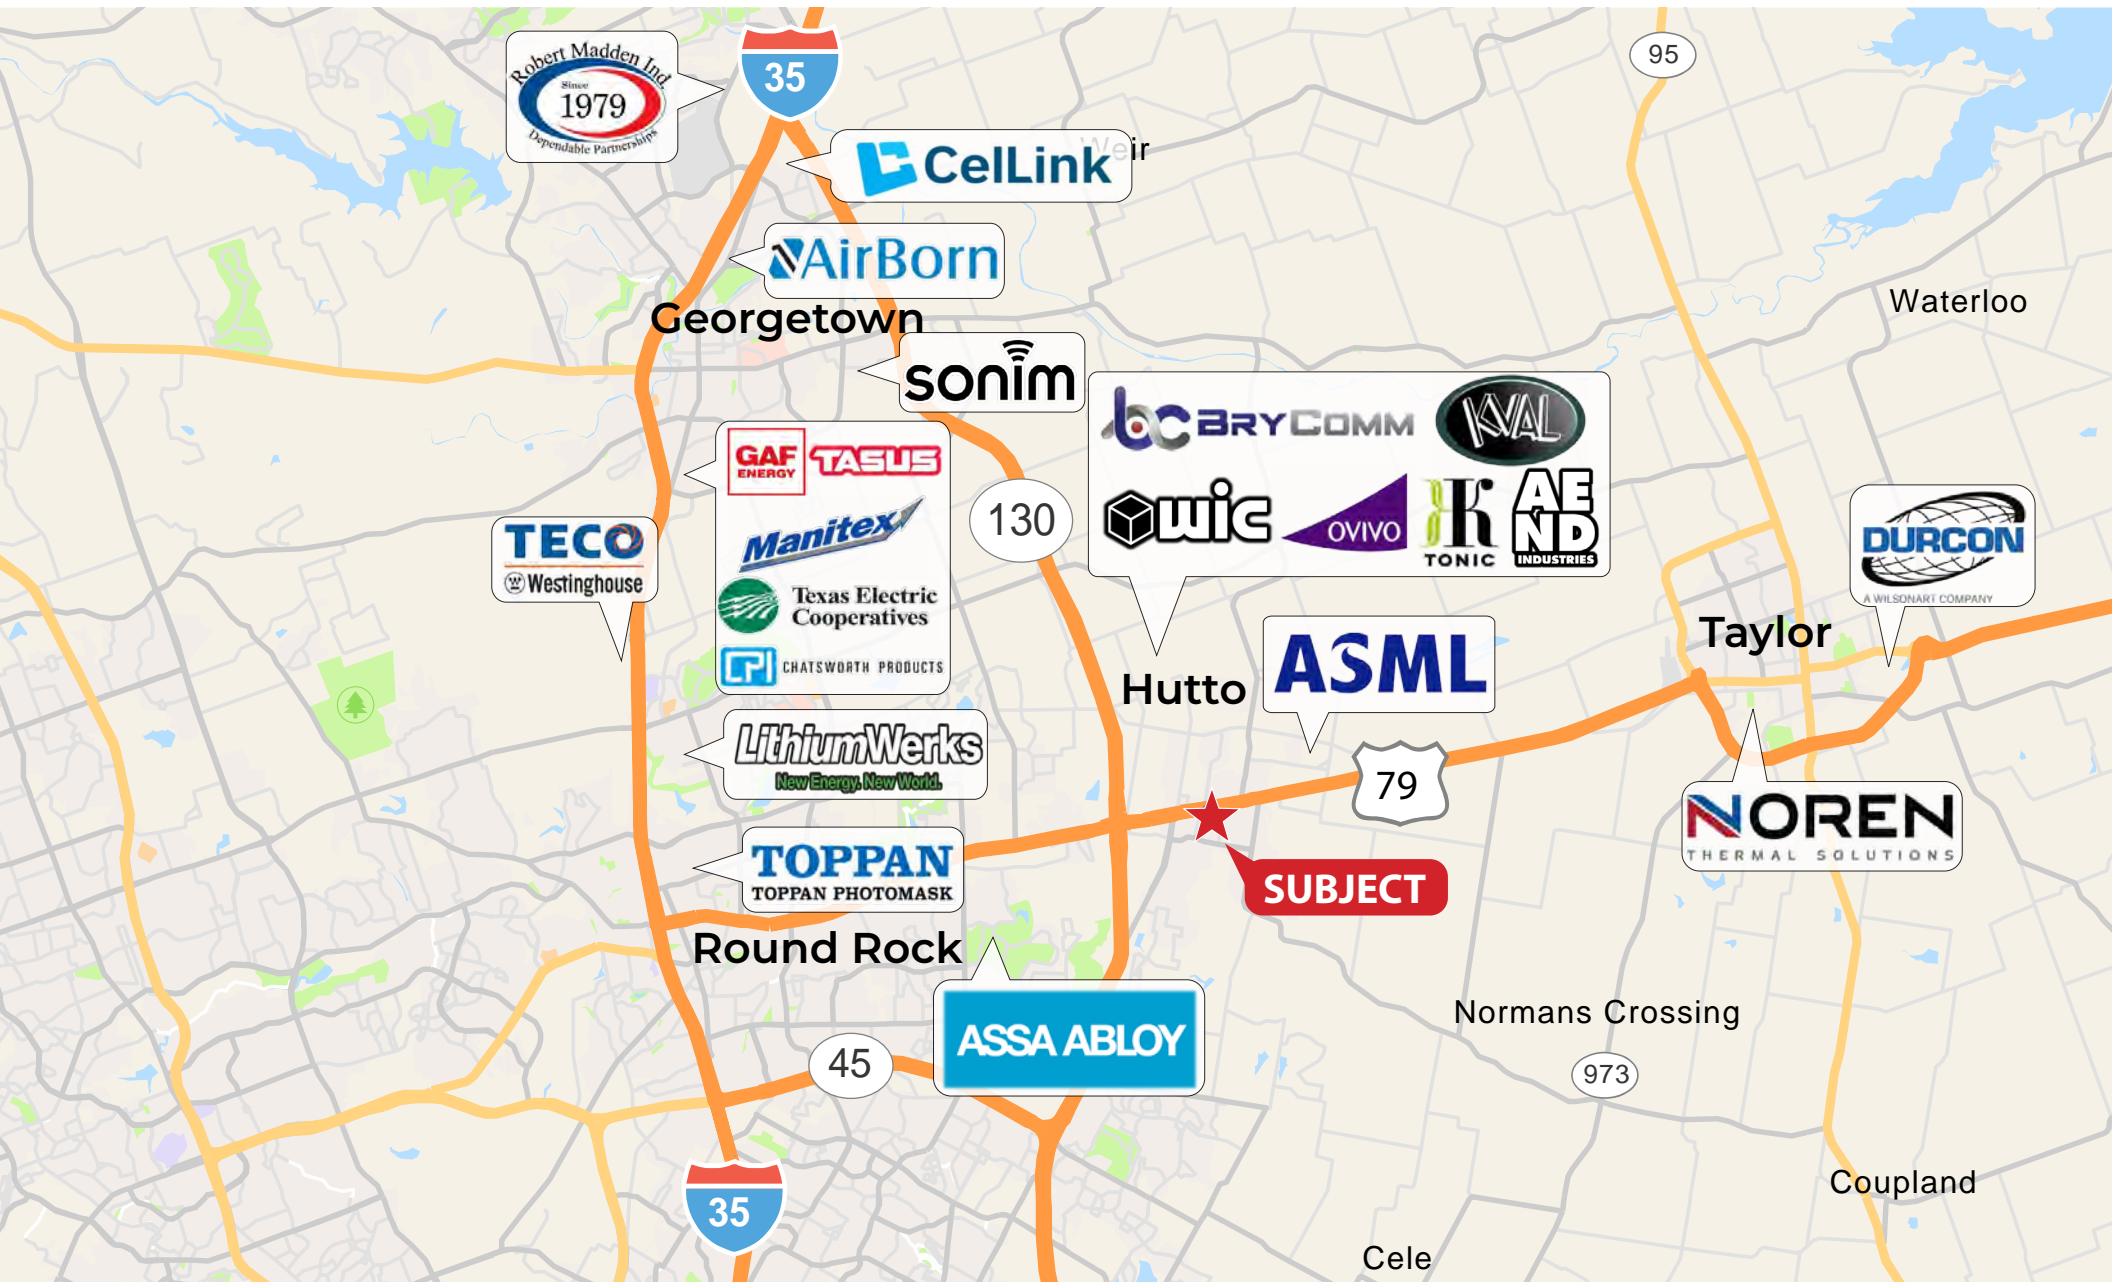 Robert Madden Ind.
Since
1979
Dependable Partnerships
35
95
CelLink
Weir
AirBorn
Georgetown
Waterloo
sonim
BRYCOMM
KVAL
GAF
ENERGY
TASUS
wic
OVIVO
TONIC
AE
ND
INDUSTRIES
130
Manitex
TECO
Westinghouse
DURCON
A WILSONART COMPANY
Texas Electric
Cooperatives
CPI
CHATSWORTH PRODUCTS
Taylor
Hutto
ASML
LithiumWerks
New Energy. New World.
79
NOREN
THERMAL SOLUTIONS
TOPPAN
TOPPAN PHOTOMASK
SUBJECT
Round Rock
ASSA ABLOY
Normans Crossing
45
973
Coupland
35
Cele